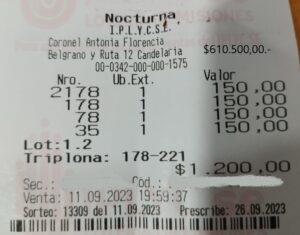 Nocturna
I.P.L.Y.C.S.E.
Coronel Antonia Florencia
$610.500,00.-
Belgrano y Ruta 12 Candelaria
00-0342-000-000-1575
Nro. Ub.Ext. Valor
2178 1 150,00
178 1 150,00
78 1 150,00
35 1 150,00
Lot:1.2
Triplona: 178-221
$1.200,00
Sec.: Cod.:
Venta: 11.09.2023 19:59:37
Sorteo: 13309 del 11.09.2023 Prescribe: 26.09.2023